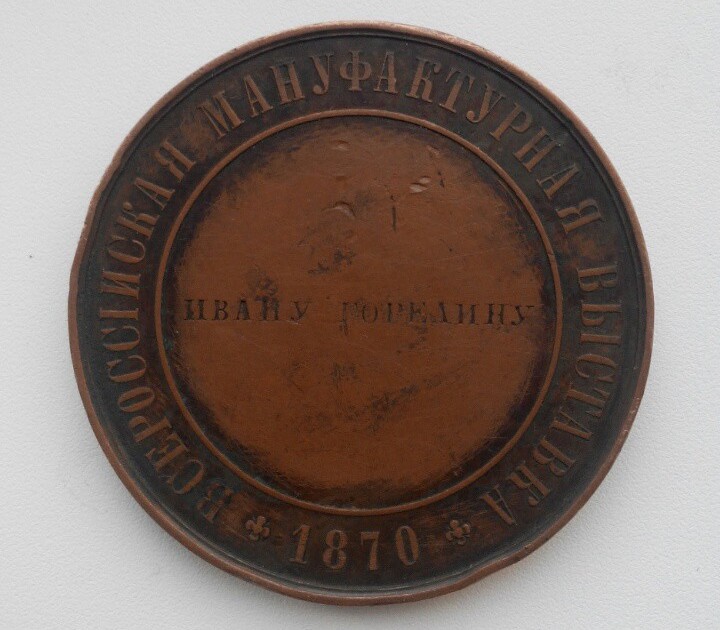 ВСЕРОССІЙСКАЯ МАНУФАКТУРНАЯ ВЫСТАВКА
1870
ИВАНУ ГОРЕЛИНУ